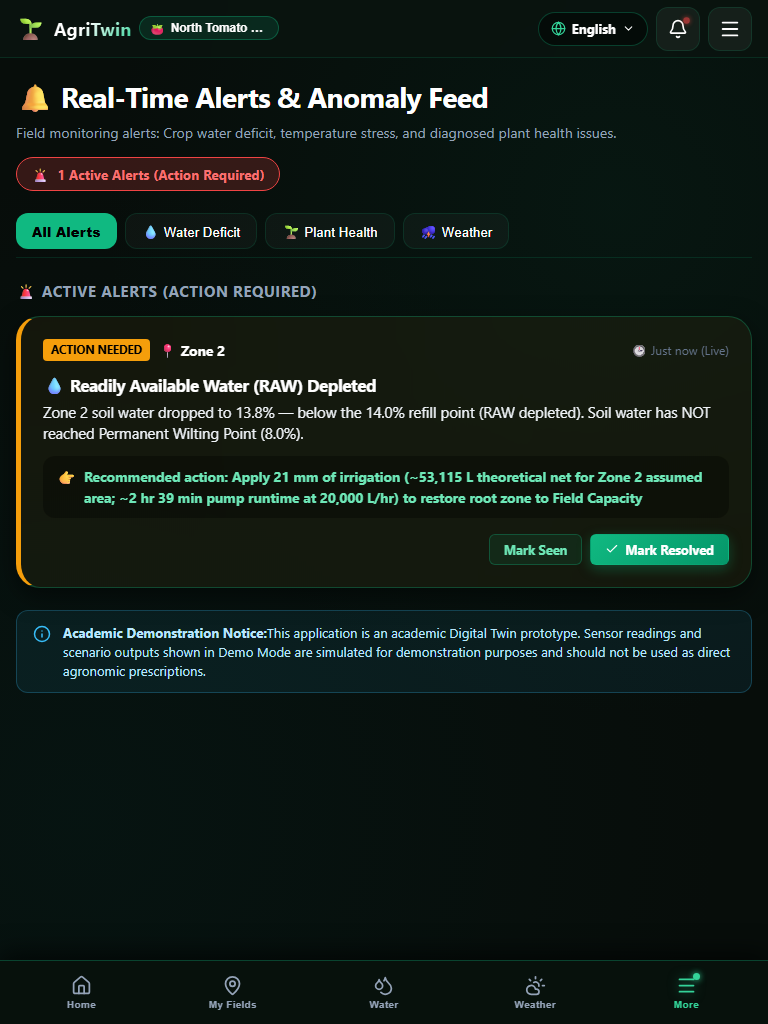 AgriTwin
North Tomato ...
English
Real-Time Alerts & Anomaly Feed
Field monitoring alerts: Crop water deficit, temperature stress, and diagnosed plant health issues.
1 Active Alerts (Action Required)
All Alerts
Water Deficit
Plant Health
Weather
ACTIVE ALERTS (ACTION REQUIRED)
ACTION NEEDED
Zone 2
Just now (Live)
Readily Available Water (RAW) Depleted
Zone 2 soil water dropped to 13.8% — below the 14.0% refill point (RAW depleted). Soil water has NOT
reached Permanent Wilting Point (8.0%).
Recommended action: Apply 21 mm of irrigation (~53,115 L theoretical net for Zone 2 assumed
area; ~2 hr 39 min pump runtime at 20,000 L/hr) to restore root zone to Field Capacity
Mark Seen
Mark Resolved
Academic Demonstration Notice:This application is an academic Digital Twin prototype. Sensor readings and
scenario outputs shown in Demo Mode are simulated for demonstration purposes and should not be used as direct
agronomic prescriptions.
Home
My Fields
Water
Weather
More